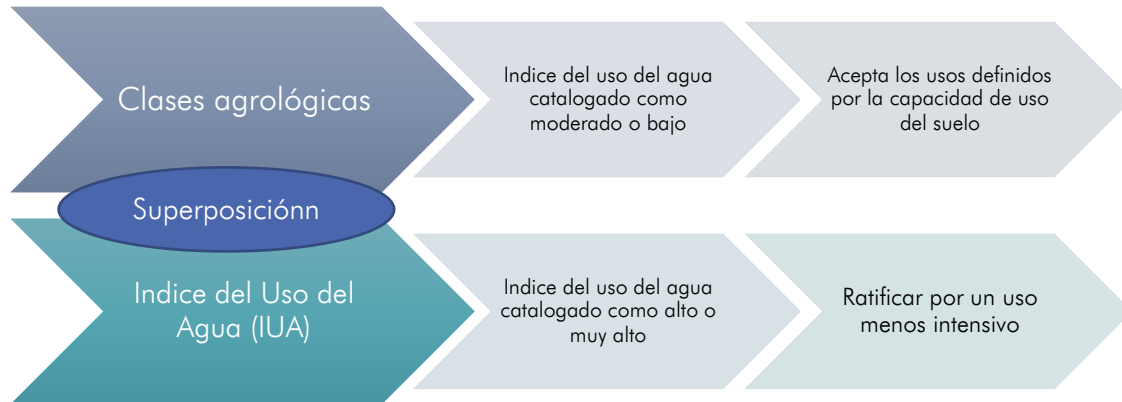 Clases agrológicas
Indice del uso del agua
catalogado como
moderado o bajo
Acepta los usos definidos
por la capacidad de uso
del suelo
Superposiciónn
Indice del Uso del
Agua (IUA)
Indice del uso del agua
catalogado como alto o
muy alto
Ratificar por un uso
menos intensivo